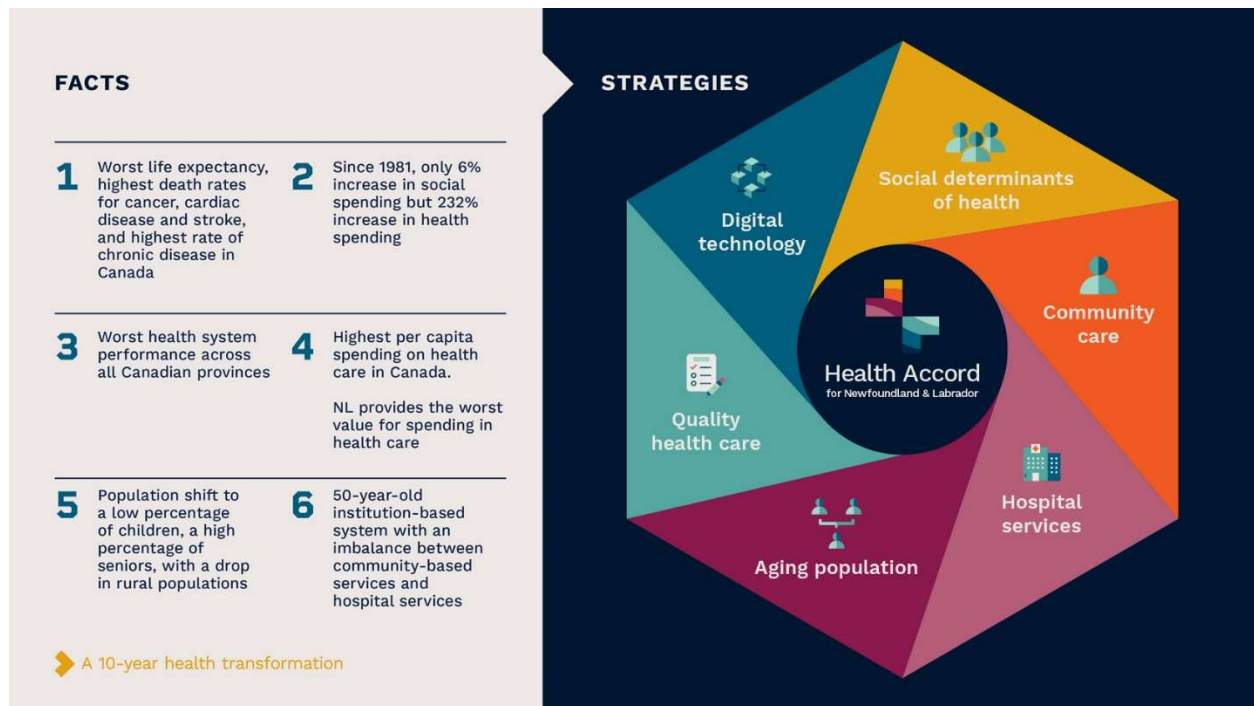 FACTS
1
Worst life expectancy,
highest death rates
for cancer, cardiac
disease and stroke,
and highest rate of
chronic disease in
Canada
2
Since 1981, only 6%
increase in social
spending but 232%
increase in health
spending
3
Worst health system
performance across
all Canadian provinces
4
Highest per capita
spending on health
care in Canada.
NL provides the worst
value for spending in
health care
5
Population shift to
a low percentage
of children, a high
percentage of
seniors, with a drop
in rural populations
6
50-year-old
institution-based
system with an
imbalance between
community-based
services and
hospital services
A 10-year health transformation
STRATEGIES
Social determinants
of health
Community
care
Hospital
services
Aging population
Quality
health care
Digital
technology
Health Accord
for Newfoundland & Labrador